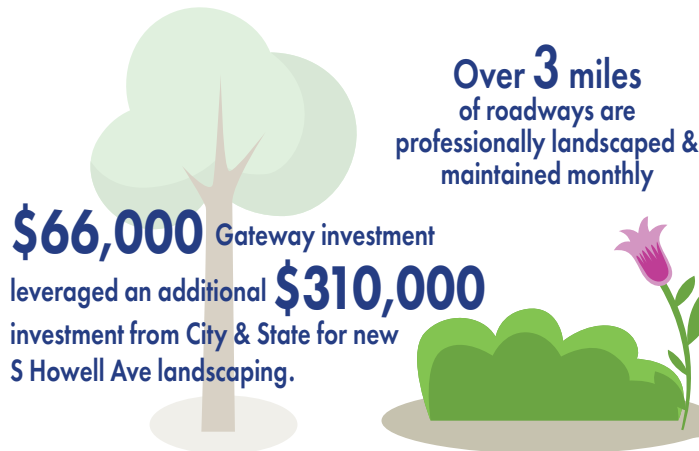 Over 3 miles
of roadways are
professionally landscaped &
maintained monthly
$66,000 Gateway investment
leveraged an additional $310,000
investment from City & State for new
S Howell Ave landscaping.